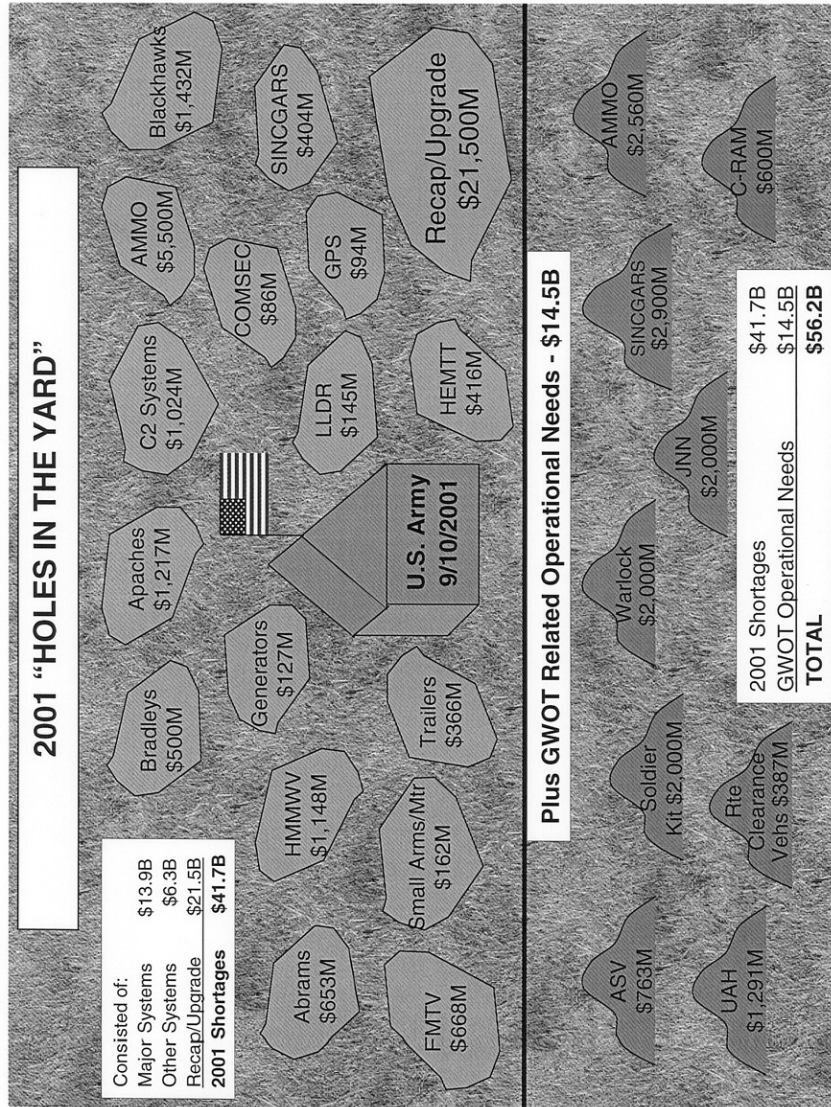 2001 “HOLES IN THE YARD”
Consisted of:
Major Systems $13.9B
Other Systems $6.3B
Recap/Upgrade $21.5B
2001 Shortages $41.7B
Bradleys
$500M
Apaches
$1,217M
C2 Systems
$1,024M
AMMO
$5,500M
Blackhawks
$1,432M
Abrams
$653M
HMMWV
$1,148M
Generators
$127M
COMSEC
$86M
SINCGARS
$404M
LLDR
$145M
GPS
$94M
FMTV
$668M
Small Arms/Mtr
$162M
Trailers
$366M
U.S. Army
9/10/2001
HEMTT
$416M
Recap/Upgrade
$21,500M
Plus GWOT Related Operational Needs - $14.5B
ASV
$763M
Soldier
Kit $2,000M
Warlock
$2,000M
SINCGARS
$2,900M
AMMO
$2,560M
UAH
$1,291M
Rte
Clearance
Vehs $387M
JNN
$2,000M
C-RAM
$600M
2001 Shortages $41.7B
GWOT Operational Needs $14.5B
TOTAL $56.2B